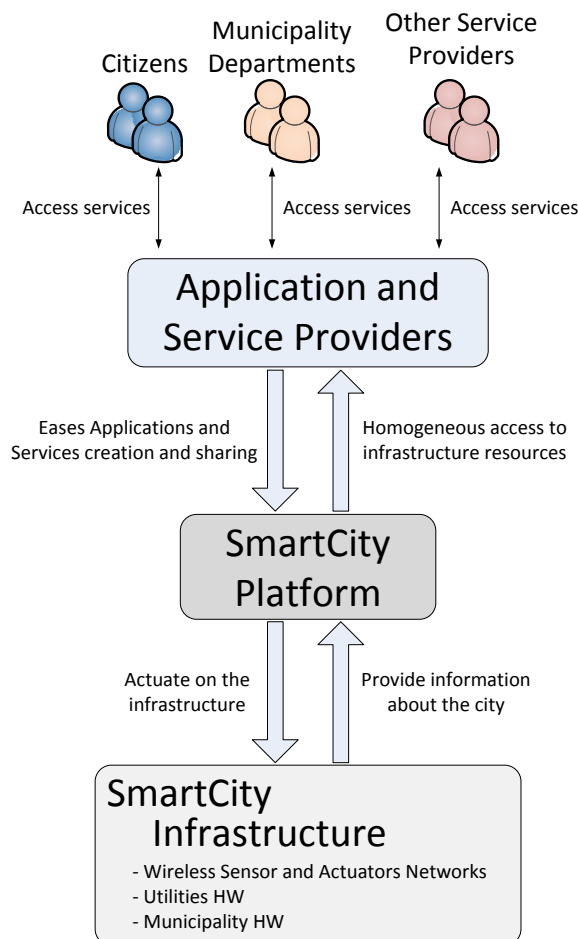 Citizens
Municipality
Departments
Other Service
Providers
Access services
Access services
Access services
Application and
Service Providers
Eases Applications and
Services creation and sharing
Homogeneous access to
infrastructure resources
SmartCity
Platform
Actuate on the
infrastructure
Provide information
about the city
SmartCity
Infrastructure
- Wireless Sensor and Actuators Networks
- Utilities HW
- Municipality HW